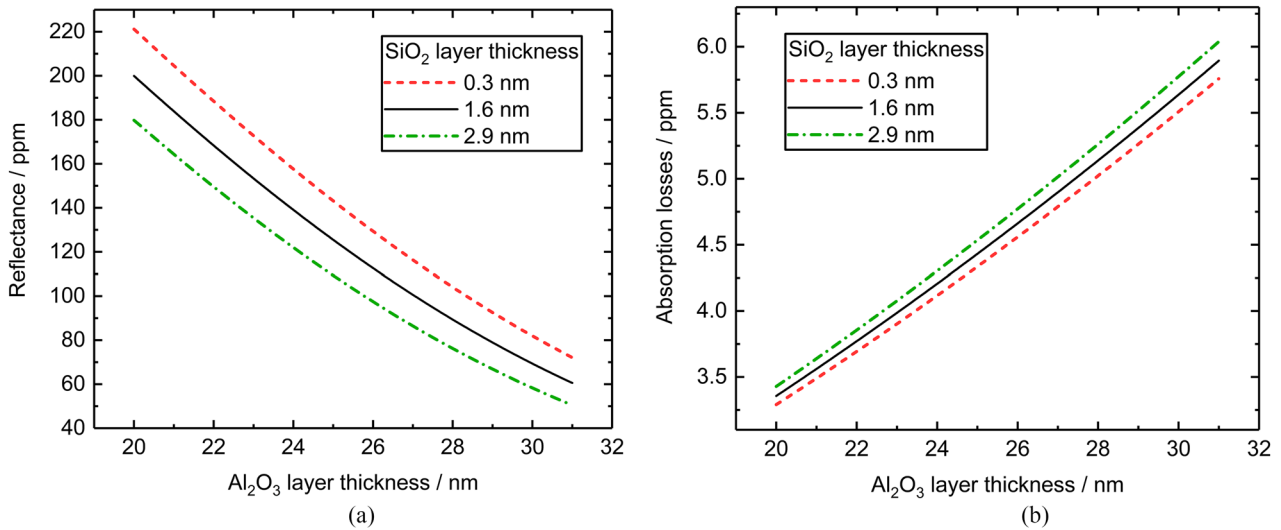 220
200
180
160
140
120
100
80
60
40
Reflectance / ppm
SiO2 layer thickness
0.3 nm
1.6 nm
2.9 nm
20 22 24 26 28 30 32
Al2O3 layer thickness / nm
(a)
6.0
5.5
5.0
4.5
4.0
3.5
Absorption losses / ppm
SiO2 layer thickness
0.3 nm
1.6 nm
2.9 nm
20 22 24 26 28 30 32
Al2O3 layer thickness / nm
(b)